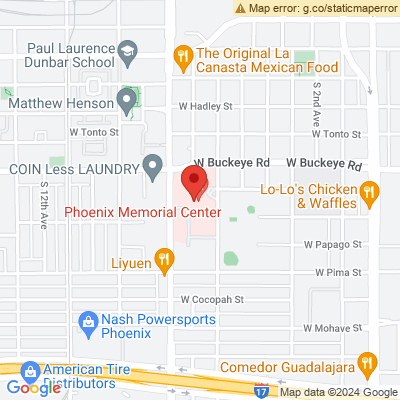 Map error: g.co/staticmaperror
Paul Laurence
Dunbar School
The Original La
Canasta Mexican Food
S 2nd Ave
Matthew Henson
W Hadley St
W Tonto St
W Tonto St
COIN Less LAUNDRY
W Buckeye Rd
W Buckeye Rd
S 12th Ave
Lo-Lo's Chicken
& Waffles
Phoenix Memorial Center
W Papago St
Liyuen
W Pima St
W Cocopah St
Nash Powersports
Phoenix
W Mohave St
American Tire
Distributors
Comedor Guadalajara
17
Google
Map data ©2024 Google